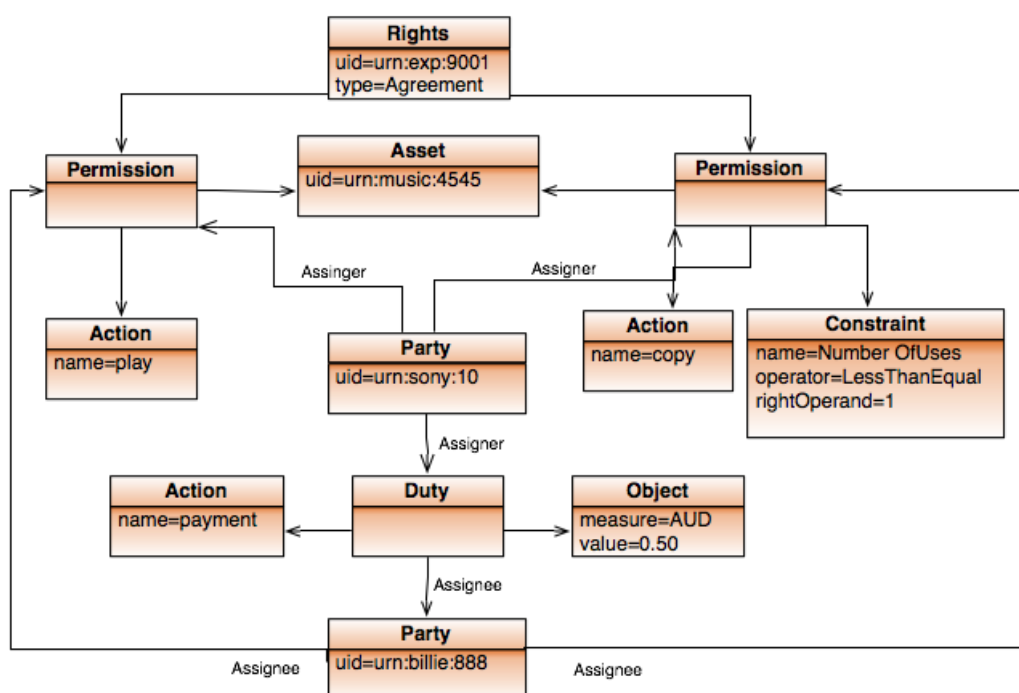 Rights
uid=urn:exp:9001
type=Agreement
Permission
Asset
uid=urn:music:4545
Permission
Assinger
Assigner
Action
name=play
Party
uid=urn:sony:10
Action
name=copy
Constraint
name=Number OfUses
operator=LessThanEqual
rightOperand=1
Assigner
Action
name=payment
Duty
Object
measure=AUD
value=0.50
Assignee
Party
uid=urn:billie:888
Assignee
Assignee